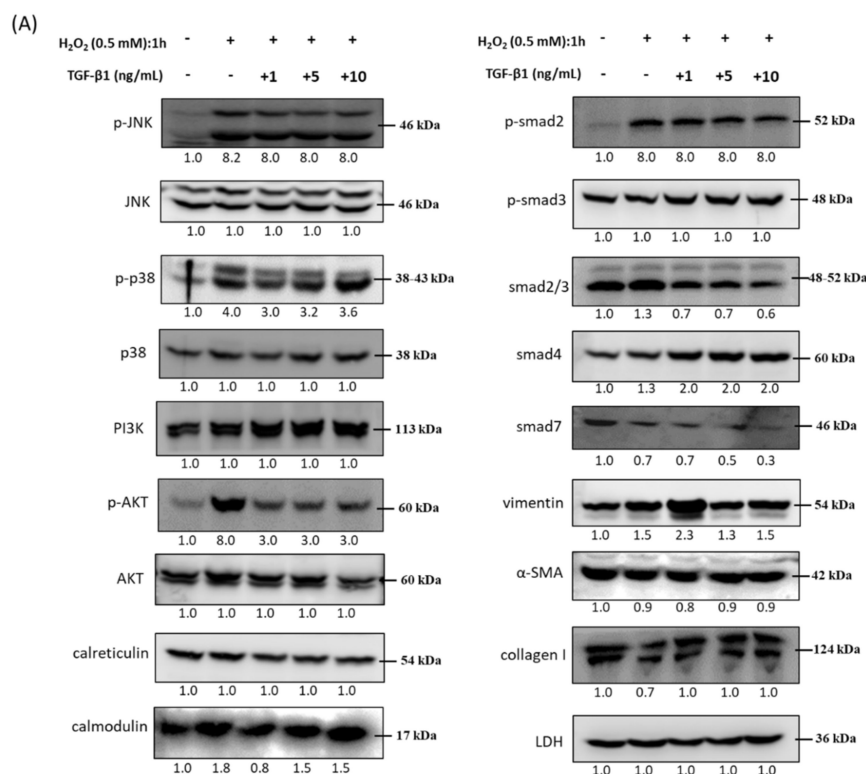 (A)
H₂O₂ (0.5 mM):1h - + + + +
TGF-β1 (ng/mL) - - +1 +5 +10
p-JNK 46 kDa
1.0 8.2 8.0 8.0 8.0
JNK 46 kDa
1.0 1.0 1.0 1.0 1.0
p-p38 38-43 kDa
1.0 4.0 3.0 3.2 3.6
p38 38 kDa
1.0 1.0 1.0 1.0 1.0
PI3K 113 kDa
1.0 1.0 1.0 1.0 1.0
p-AKT 60 kDa
1.0 8.0 3.0 3.0 3.0
AKT 60 kDa
1.0 1.0 1.0 1.0 1.0
calreticulin 54 kDa
1.0 1.0 1.0 1.0 1.0
calmodulin 17 kDa
1.0 1.8 0.8 1.5 1.5
H₂O₂ (0.5 mM):1h - + + + +
TGF-β1 (ng/mL) - - +1 +5 +10
p-smad2 52 kDa
1.0 8.0 8.0 8.0 8.0
p-smad3 48 kDa
1.0 1.0 1.0 1.0 1.0
smad2/3 48-52 kDa
1.0 1.3 0.7 0.7 0.6
smad4 60 kDa
1.0 1.3 2.0 2.0 2.0
smad7 46 kDa
1.0 0.7 0.7 0.5 0.3
vimentin 54 kDa
1.0 1.5 2.3 1.3 1.5
α-SMA 42 kDa
1.0 0.9 0.8 0.9 0.9
collagen I 124 kDa
1.0 0.7 1.0 1.0 1.0
LDH 36 kDa
1.0 1.0 1.0 1.0 1.0